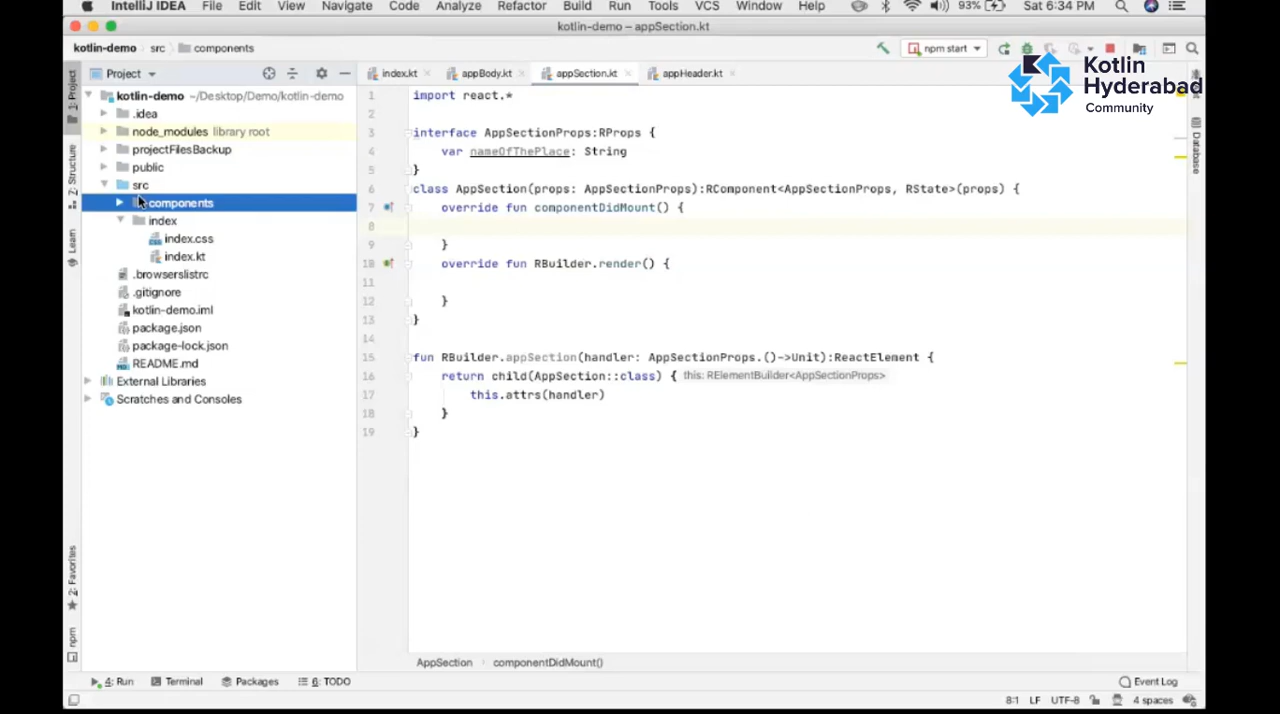 IntelliJ IDEA File Edit View Navigate Code Analyze Refactor Build Run Tools VCS Window Help 93% Sat 6:34 PM
kotlin-demo – appSection.kt
kotlin-demo src components npm start
Kotlin
Hyderabad
Community
Project index.kt appBody.kt appSection.kt appHeader.kt
1: Project
Z: Structure
Learn
2: Favorites
npm
Database
kotlin-demo ~/Desktop/Demo/kotlin-demo
.idea
node_modules library root
projectFilesBackup
public
src
components
index
index.css
index.kt
.browserslistrc
.gitignore
kotlin-demo.iml
package.json
package-lock.json
README.md
External Libraries
Scratches and Consoles
1 import react.*
2
3 interface AppSectionProps:RProps {
4 var nameOfThePlace: String
5 }
6 class AppSection(props: AppSectionProps):RComponent<AppSectionProps, RState>(props) {
7 override fun componentDidMount() {
8
9 }
10 override fun RBuilder.render() {
11
12 }
13 }
14
15 fun RBuilder.appSection(handler: AppSectionProps.()->Unit):ReactElement {
16 return child(AppSection::class) { this: RElementBuilder<AppSectionProps>
17 this.attrs(handler)
18 }
19 }
AppSection componentDidMount()
4: Run Terminal Packages 6: TODO Event Log
8:1 LF UTF-8 4 spaces